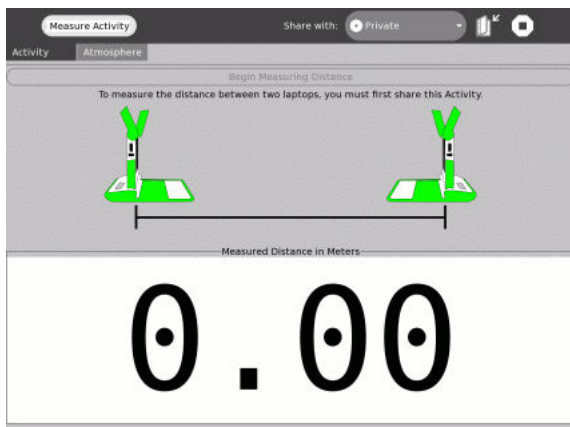 Measure Activity Share with: Private
Activity Atmosphere
Begin Measuring Distance
To measure the distance between two laptops, you must first share this Activity.
Measured Distance in Meters
0.00